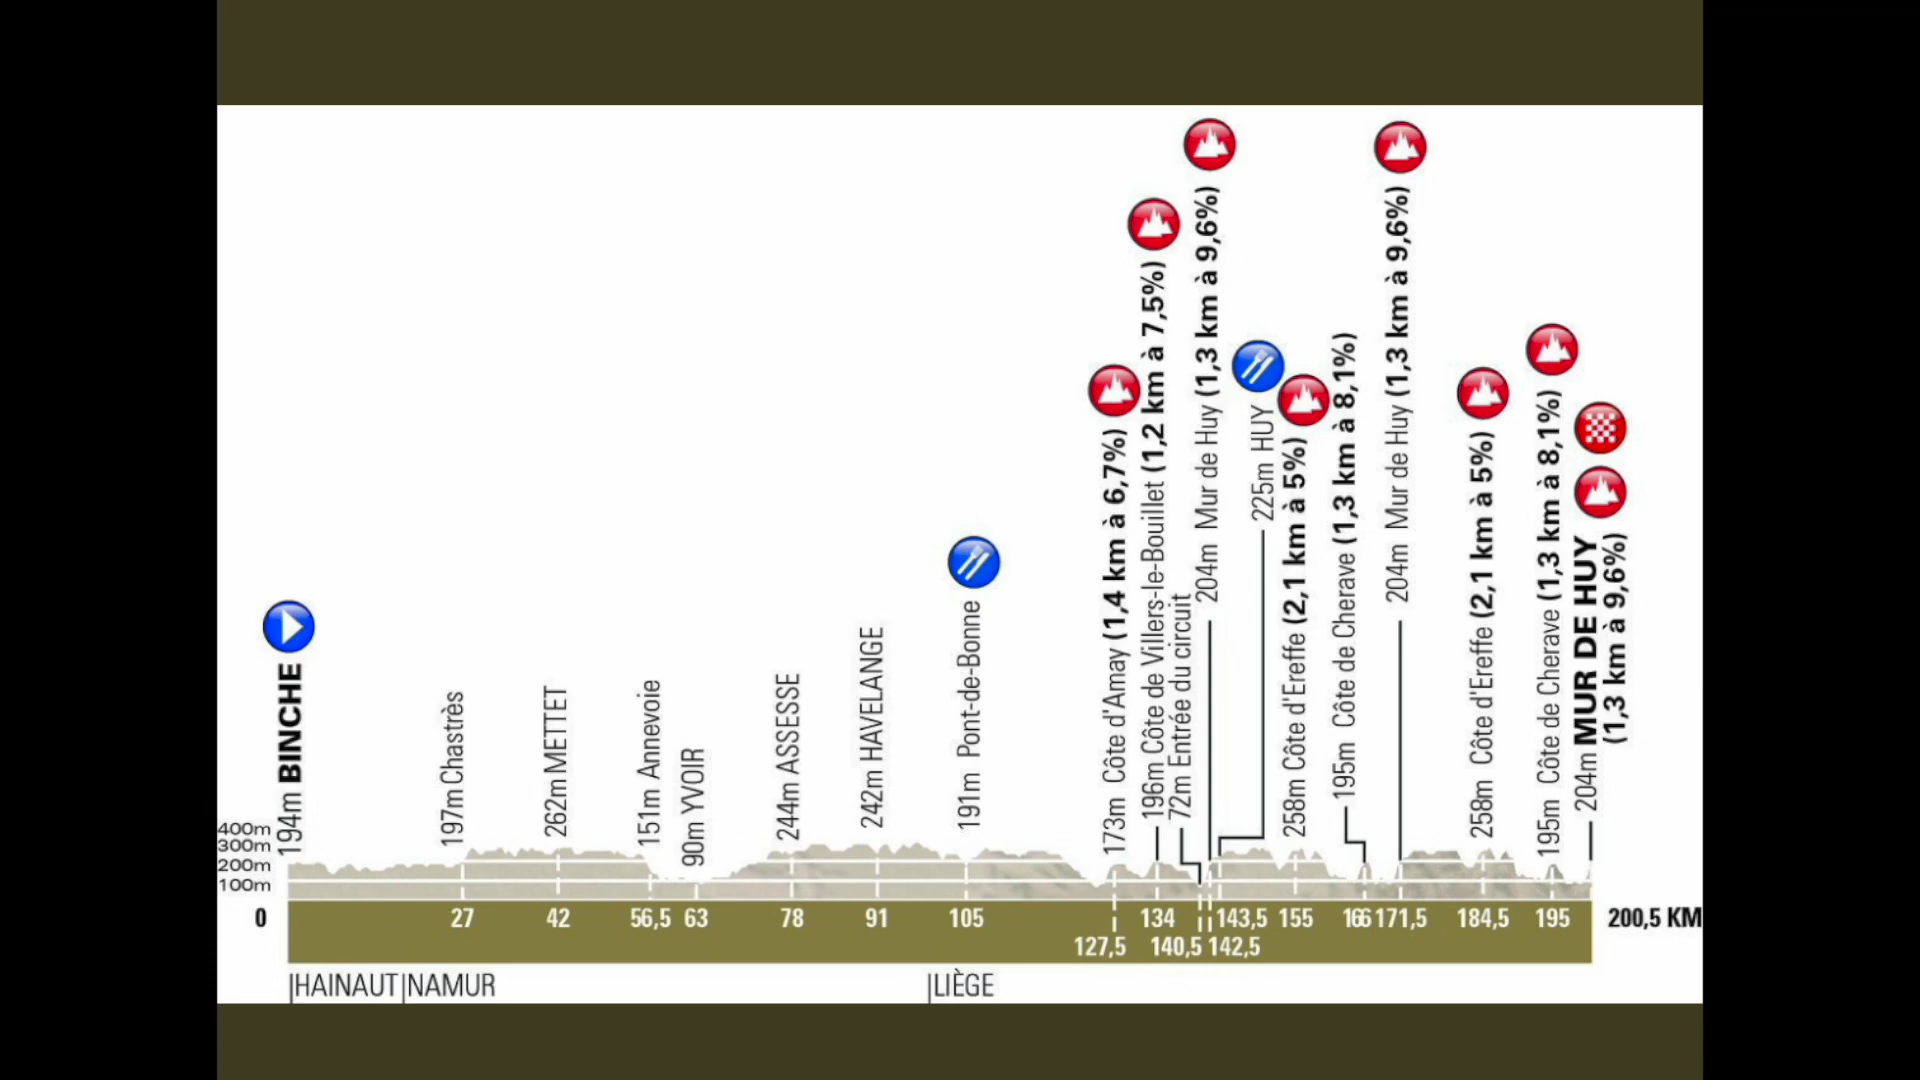 194m BINCHE
197m Chastrès
262m METTET
151m Annevoie
90m YVOIR
244m ASSESSE
242m HAVELANGE
191m Pont-de-Bonne
173m Côte d'Amay (1,4 km à 6,7%)
196m Côte de Villers-le-Bouillet (1,2 km à 7,5%)
72m Entrée du circuit
204m Mur de Huy (1,3 km à 9,6%)
225m HUY
258m Côte d'Ereffe (2,1 km à 5%)
195m Côte de Cherave (1,3 km à 8,1%)
204m Mur de Huy (1,3 km à 9,6%)
258m Côte d'Ereffe (2,1 km à 5%)
195m Côte de Cherave (1,3 km à 8,1%)
204m MUR DE HUY
(1,3 km à 9,6%)
400m
300m
200m
100m
0 27 42 56,5 63 78 91 105 134 143,5 155 166 171,5 184,5 195 200,5 KM
127,5 140,5 142,5
|HAINAUT|NAMUR |LIÈGE